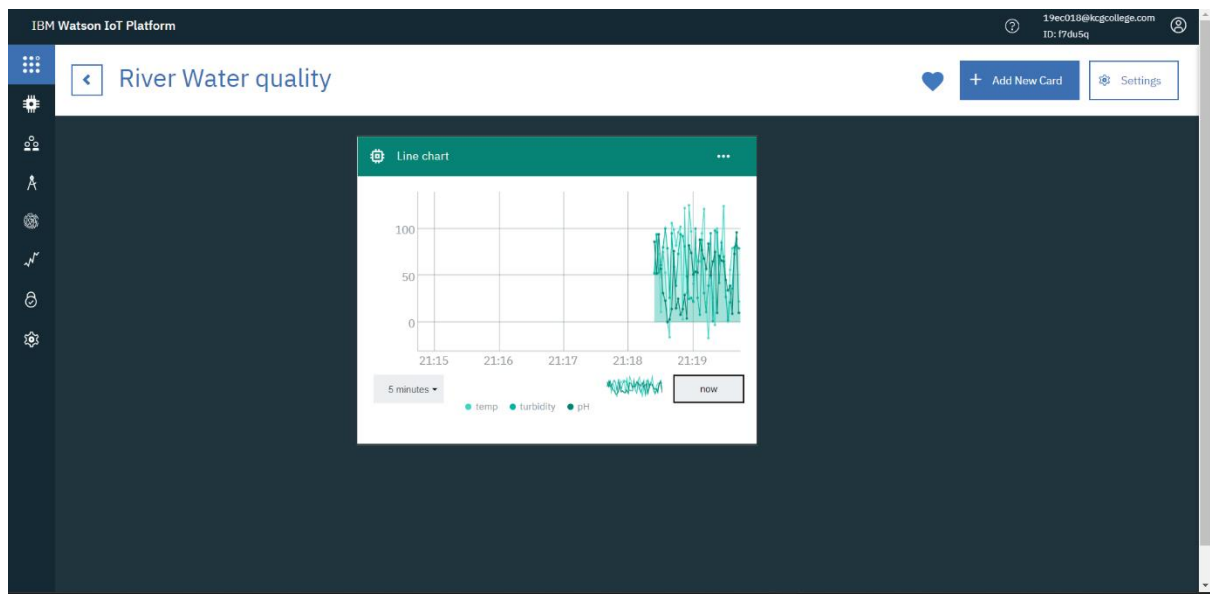 IBM Watson IoT Platform
19ec018@kcgcollege.com
ID: f7du5q
River Water quality
+ Add New Card
Settings
Line chart
100
50
0
21:15 21:16 21:17 21:18 21:19
5 minutes
now
temp turbidity pH